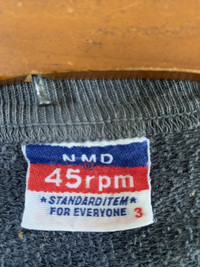 NMD
45rpm
*STANDARDITEM*
FOR EVERYONE 3